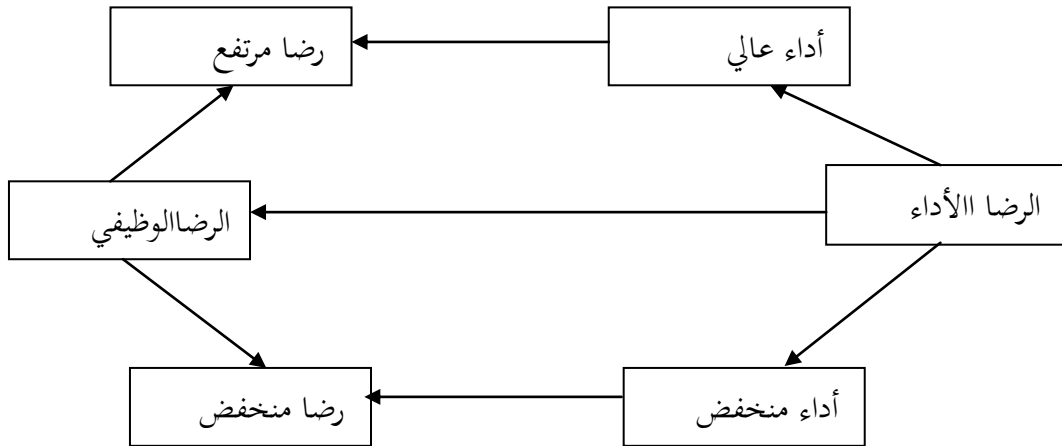 أداء عالي
رضا مرتفع
الرضا االأداء
الرضاالوظيفي
أداء منخفض
رضا منخفض